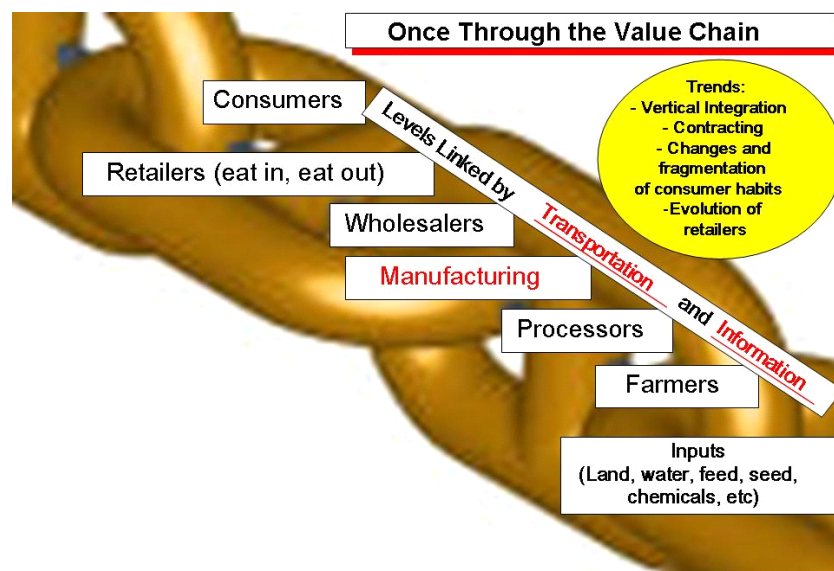 Once Through the Value Chain
Trends:
- Vertical Integration
- Contracting
- Changes and
fragmentation
of consumer habits
-Evolution of
retailers
Consumers
Levels Linked by Transportation and Information
Retailers (eat in, eat out)
Wholesalers
Manufacturing
Processors
Farmers
Inputs
(Land, water, feed, seed,
chemicals, etc)